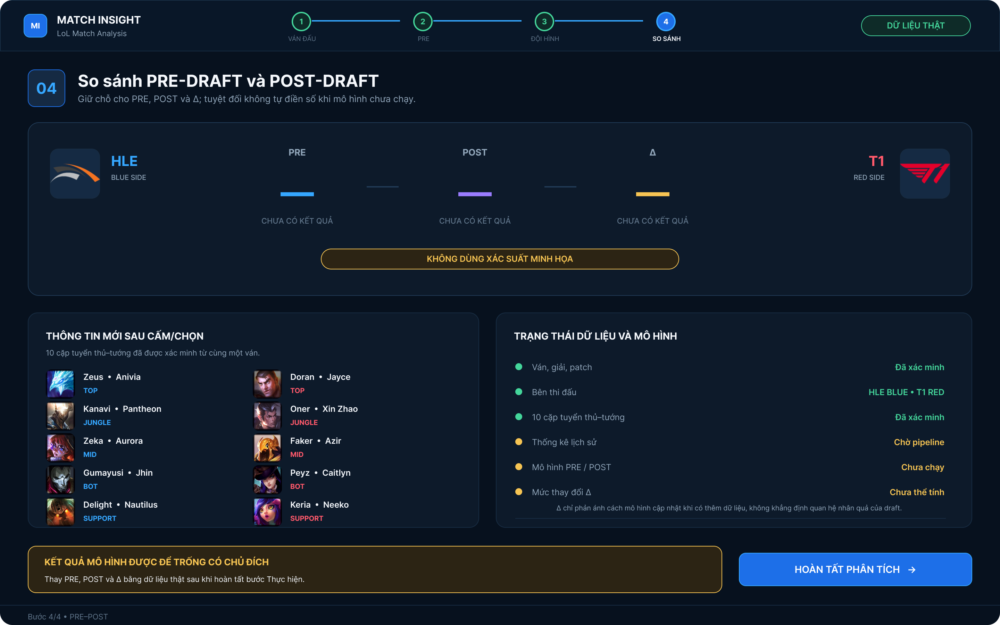 MI
MATCH INSIGHT
LoL Match Analysis
1
2
3
4
VÁN ĐẤU
PRE
ĐỘI HÌNH
SO SÁNH
DỮ LIỆU THẬT
04
So sánh PRE-DRAFT và POST-DRAFT
Giữ chỗ cho PRE, POST và Δ; tuyệt đối không tự điền số khi mô hình chưa chạy.
HLE
BLUE SIDE
PRE
POST
Δ
T1
RED SIDE
T1
CHƯA CÓ KẾT QUẢ
CHƯA CÓ KẾT QUẢ
CHƯA CÓ KẾT QUẢ
KHÔNG DÙNG XÁC SUẤT MINH HỌA
THÔNG TIN MỚI SAU CẤM/CHỌN
10 cặp tuyển thủ–tướng đã được xác minh từ cùng một ván.
Zeus • Anivia
TOP
Doran • Jayce
TOP
Kanavi • Pantheon
JUNGLE
Oner • Xin Zhao
JUNGLE
Zeka • Aurora
MID
Faker • Azir
MID
Gumayusi • Jhin
BOT
Peyz • Caitlyn
BOT
Delight • Nautilus
SUPPORT
Keria • Neeko
SUPPORT
TRẠNG THÁI DỮ LIỆU VÀ MÔ HÌNH
Ván, giải, patch Đã xác minh
Bên thi đấu HLE BLUE • T1 RED
10 cặp tuyển thủ–tướng Đã xác minh
Thống kê lịch sử Chờ pipeline
Mô hình PRE / POST Chưa chạy
Mức thay đổi Δ Chưa thể tính
Δ chỉ phản ánh cách mô hình cập nhật khi có thêm dữ liệu, không khẳng định quan hệ nhân quả của draft.
KẾT QUẢ MÔ HÌNH ĐƯỢC ĐỂ TRỐNG CÓ CHỦ ĐÍCH
Thay PRE, POST và Δ bằng dữ liệu thật sau khi hoàn tất bước Thực hiện.
HOÀN TẤT PHÂN TÍCH →
Bước 4/4 • PRE–POST